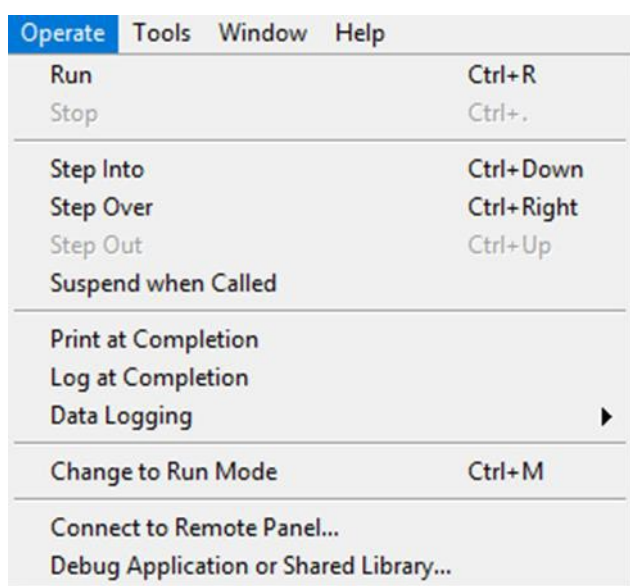 Operate Tools Window Help
Run Ctrl+R
Stop Ctrl+.
Step Into Ctrl+Down
Step Over Ctrl+Right
Step Out Ctrl+Up
Suspend when Called
Print at Completion
Log at Completion
Data Logging
Change to Run Mode Ctrl+M
Connect to Remote Panel...
Debug Application or Shared Library...